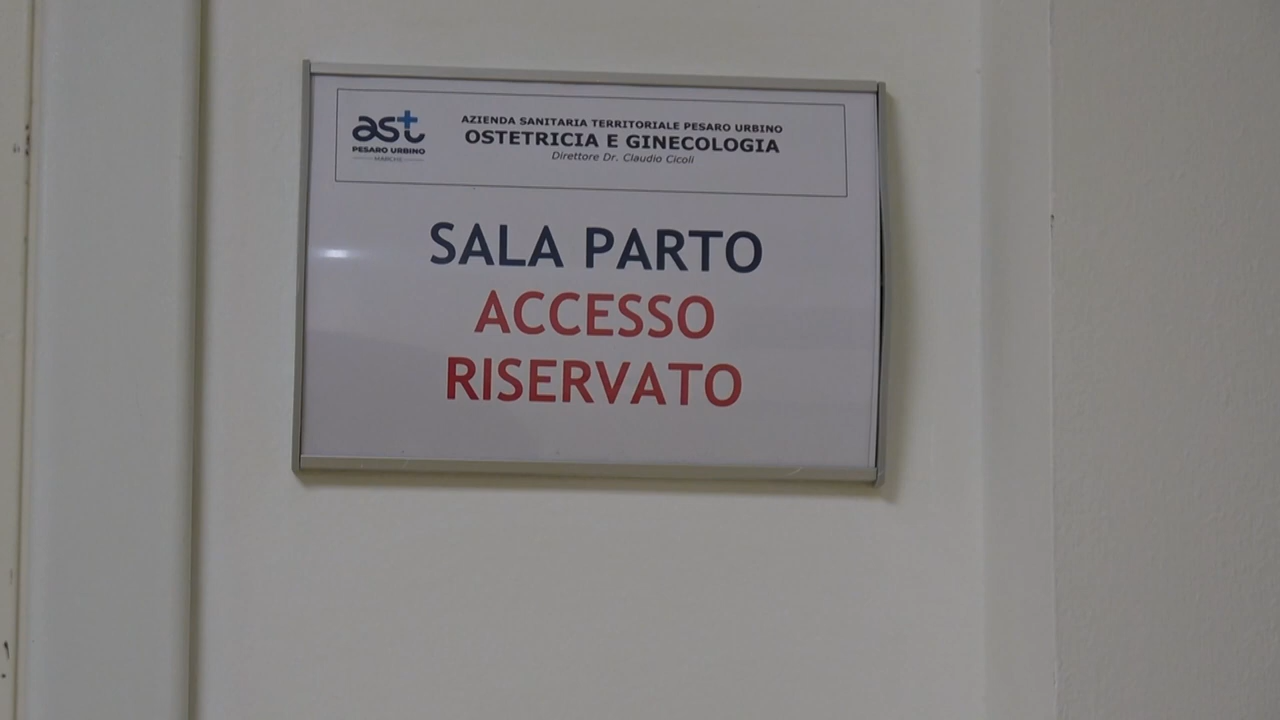 ast
PESARO URBINO
MARCHE
AZIENDA SANITARIA TERRITORIALE PESARO URBINO
OSTETRICIA E GINECOLOGIA
Direttore Dr. Claudio Cicoli
SALA PARTO
ACCESSO
RISERVATO